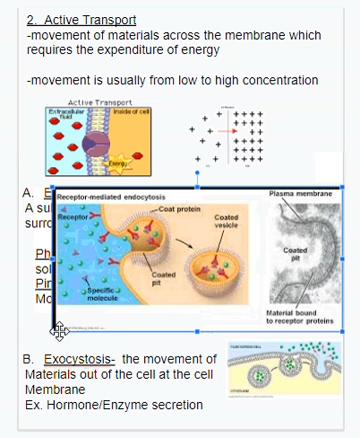 2. Active Transport
-movement of materials across the membrane which
requires the expenditure of energy
-movement is usually from low to high concentration
Active Transport
Extracellular
fluid
Inside of cell
Energy
A. E
A su
surro
Ph
sol
Pin
Mo
Receptor-mediated endocytosis
Plasma membrane
Receptor
Coat protein
Coated
vesicle
Coated
pit
Coated
pit
Specific
molecule
Material bound
to receptor proteins
B. Exocystosis- the movement of
Materials out of the cell at the cell
Membrane
Ex. Hormone/Enzyme secretion